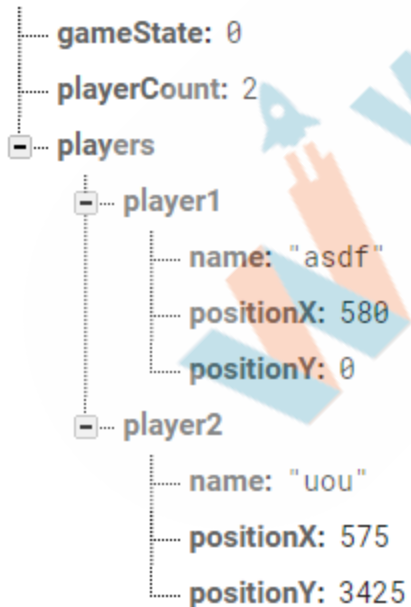 gameState: 0
playerCount: 2
players
player1
name: "asdf"
positionX: 580
positionY: 0
player2
name: "uou"
positionX: 575
positionY: 3425